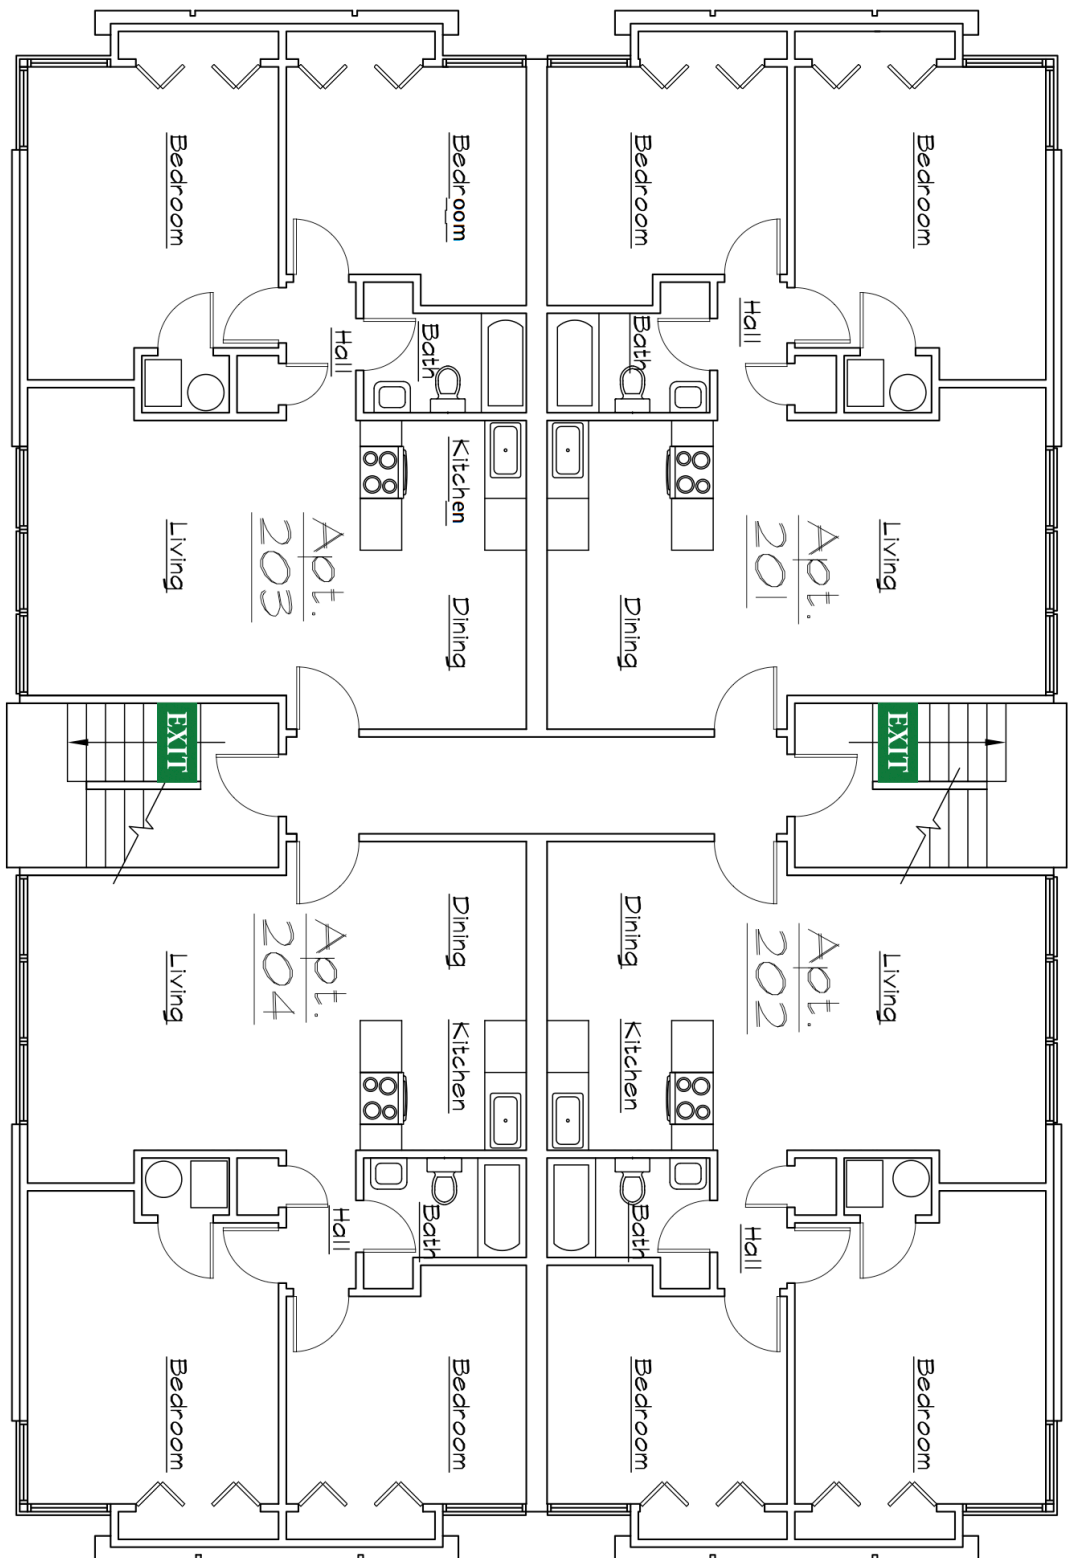 Bedroom
Living
EXIT
Living
Bedroom
Hall
Apt.
201
Apt.
202
Hall
Bedroom
Bath
Dining
Dining
Kitchen
Bath
Bedroom
Bedroom
Bath
Kitchen
Dining
Dining
Kitchen
Bath
Bedroom
Hall
Apt.
203
Apt.
204
Hall
Bedroom
Living
EXIT
Living
Bedroom